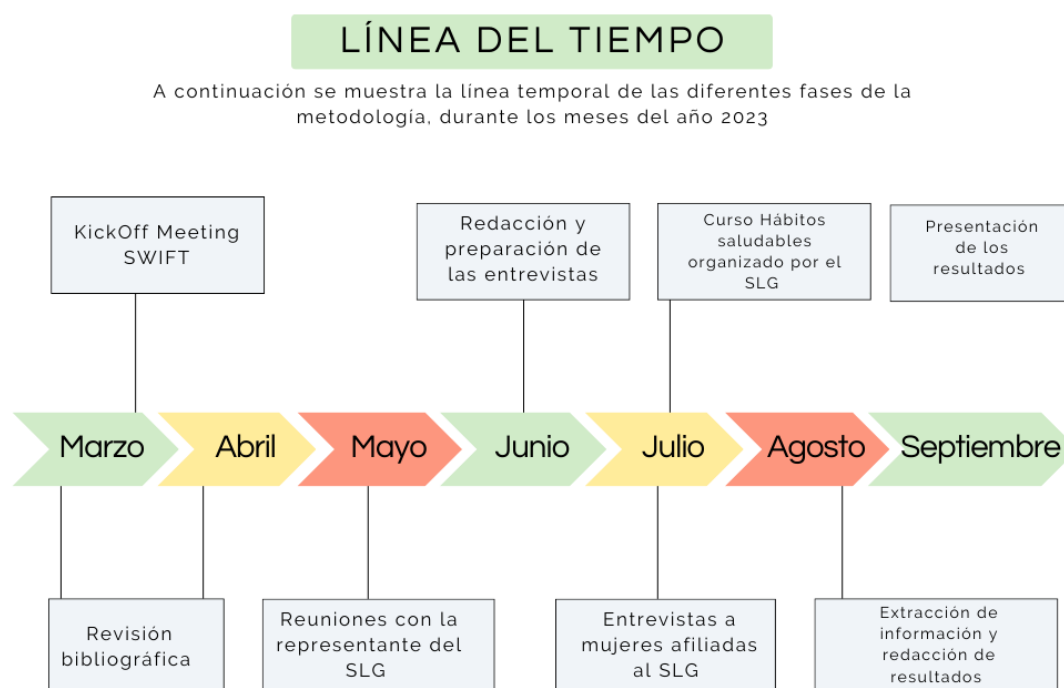 LÍNEA DEL TIEMPO
A continuación se muestra la línea temporal de las diferentes fases de la
metodología, durante los meses del año 2023
KickOff Meeting
SWIFT
Redacción y
preparación de
las entrevistas
Curso Hábitos
saludables
organizado por el
SLG
Presentación
de los
resultados
Marzo
Abril
Mayo
Junio
Julio
Agosto
Septiembre
Revisión
bibliográfica
Reuniones con la
representante del
SLG
Entrevistas a
mujeres afiliadas
al SLG
Extracción de
información y
redacción de
resultados